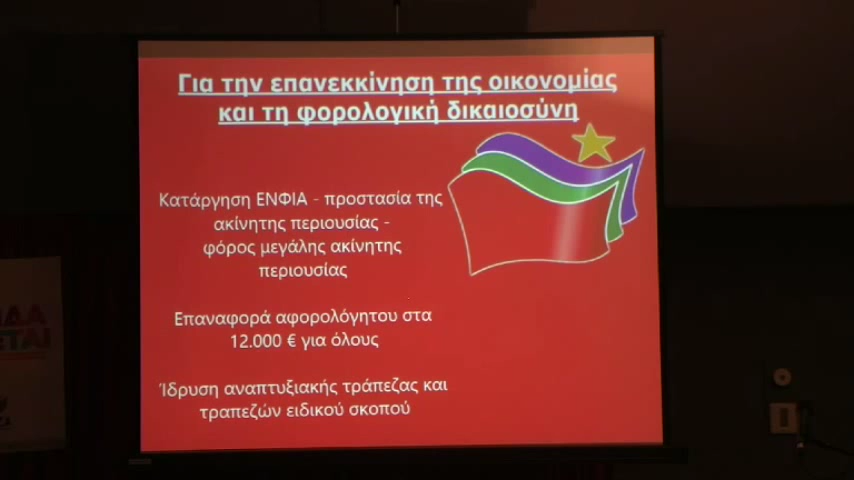 Για την επανεκκίνηση της οικονομίας
και τη φορολογική δικαιοσύνη
Κατάργηση ΕΝΦΙΑ - προστασία της
ακίνητης περιουσίας -
φόρος μεγάλης ακίνητης
περιουσίας
Επαναφορά αφορολόγητου στα
12.000 € για όλους
Ίδρυση αναπτυξιακής τράπεζας και
τραπεζών ειδικού σκοπού